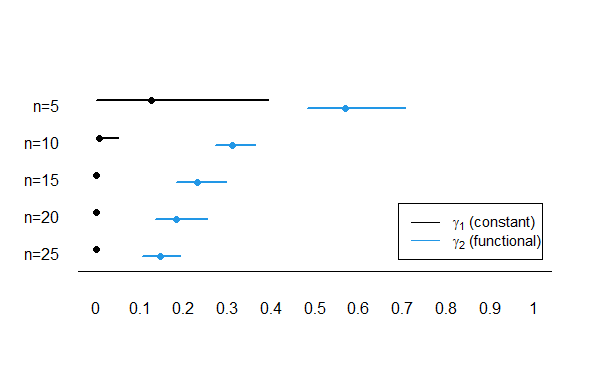 n=5
n=10
n=15
n=20
n=25
γ₁ (constant)
γ₂ (functional)
0 0.1 0.2 0.3 0.4 0.5 0.6 0.7 0.8 0.9 1